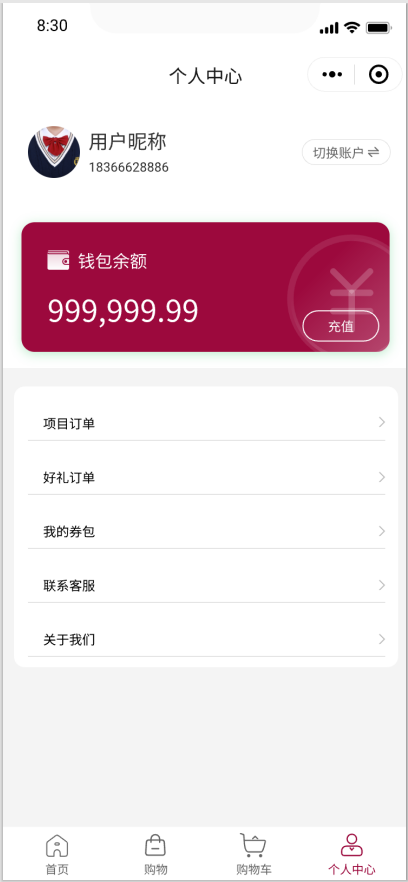 8:30
个人中心
用户昵称
18366628886
切换账户
钱包余额
999,999.99
充值
项目订单
好礼订单
我的券包
联系客服
关于我们
首页
购物
购物车
个人中心